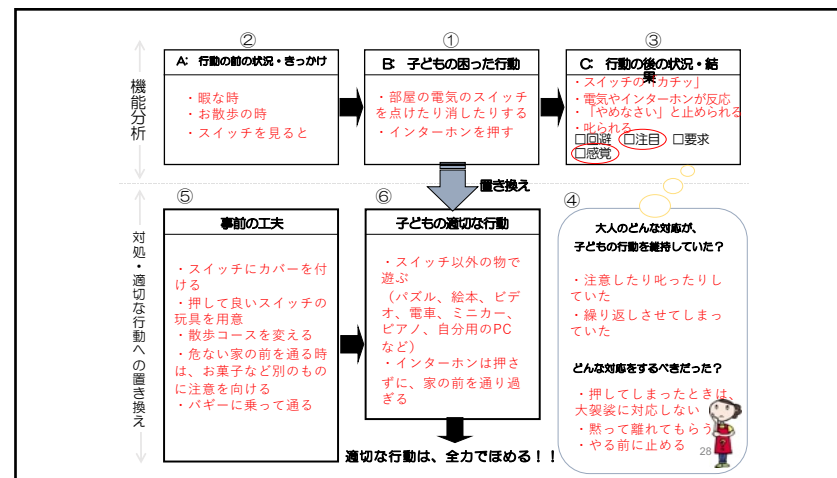 ②
A: 行動の前の状況・きっかけ
・暇な時
・お散歩の時
・スイッチを見ると
①
B: 子どもの困った行動
・部屋の電気のスイッチ
を点けたり消したりする
・インターホンを押す
③
C: 行動の後の状況・結
果
・スイッチの「カチッ」
・電気やインターホンが反応
・「やめなさい」と止められる
・叱られる
□回避 □注目 □要求
□感覚
機能分析
置き換え
⑤
事前の工夫
・スイッチにカバーを付
ける
・押して良いスイッチの
玩具を用意
・散歩コースを変える
・危ない家の前を通る時
は、お菓子など別のもの
に注意を向ける
・バギーに乗って通る
⑥
子どもの適切な行動
・スイッチ以外の物で
遊ぶ
（パズル、絵本、ビデ
オ、電車、ミニカー、
ピアノ、自分用のPC
など）
・インターホンは押さ
ずに、家の前を通り過
ぎる
適切な行動は、全力でほめる！！
④
大人のどんな対応が、
子どもの行動を維持していた？
・注意したり叱ったりし
ていた
・繰り返しさせてしまっ
ていた
どんな対応をするべきだった？
・押してしまったときは、
大袈裟に対応しない
・黙って離れてもらう
・やる前に止める
対処・適切な行動への置き換え
28